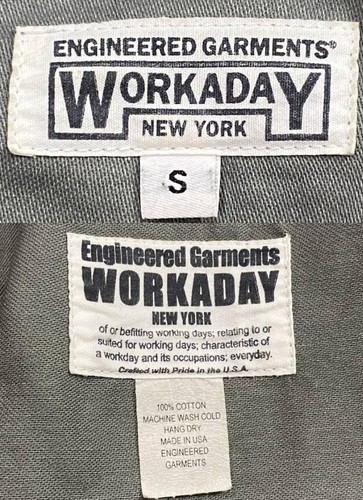 ENGINEERED GARMENTS®
WORKADAY
NEW YORK
S
Engineered Garments
WORKADAY
NEW YORK
of or befitting working days; relating to or
suited for working days; characteristic of
a workday and its occupations; everyday.
Crafted with Pride in the U.S.A.
100% COTTON
MACHINE WASH COLD
HANG DRY
MADE IN USA
ENGINEERED
GARMENTS